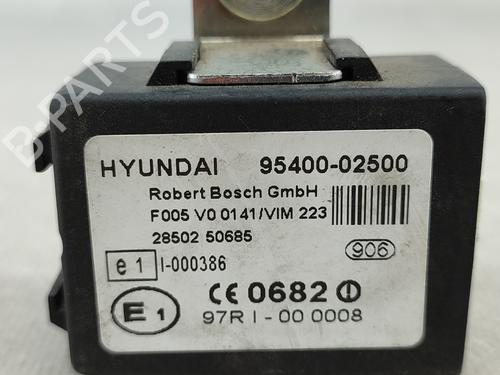 B-PARTS
HYUNDAI 95400-02500
Robert Bosch GmbH
F005 V0 0141/VIM 223
28502 50685
906
e1 I-000386
E1
CE 0682
97R I-00 0008